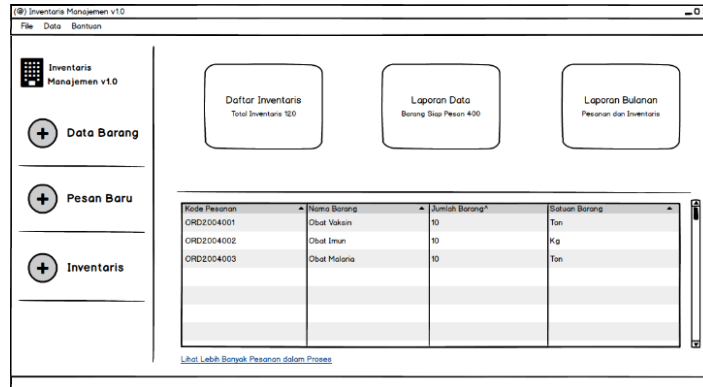 (@) Inventaris Manajemen v1.0
File Data Bantuan
Inventaris
Manajemen v1.0
Data Barang
Pesan Baru
Inventaris
Daftar Inventaris
Total Inventaris 120
Laporan Data
Barang Siap Pesan 400
Laporan Bulanan
Pesanan dan Inventaris
Kode Pesanan Nama Barang Jumlah Barang^ Satuan Barang
ORD2004001 Obat Vaksin 10 Ton
ORD2004002 Obat Imun 10 Kg
ORD2004003 Obat Malaria 10 Ton
Lihat Lebih Banyak Pesanan dalam Proses